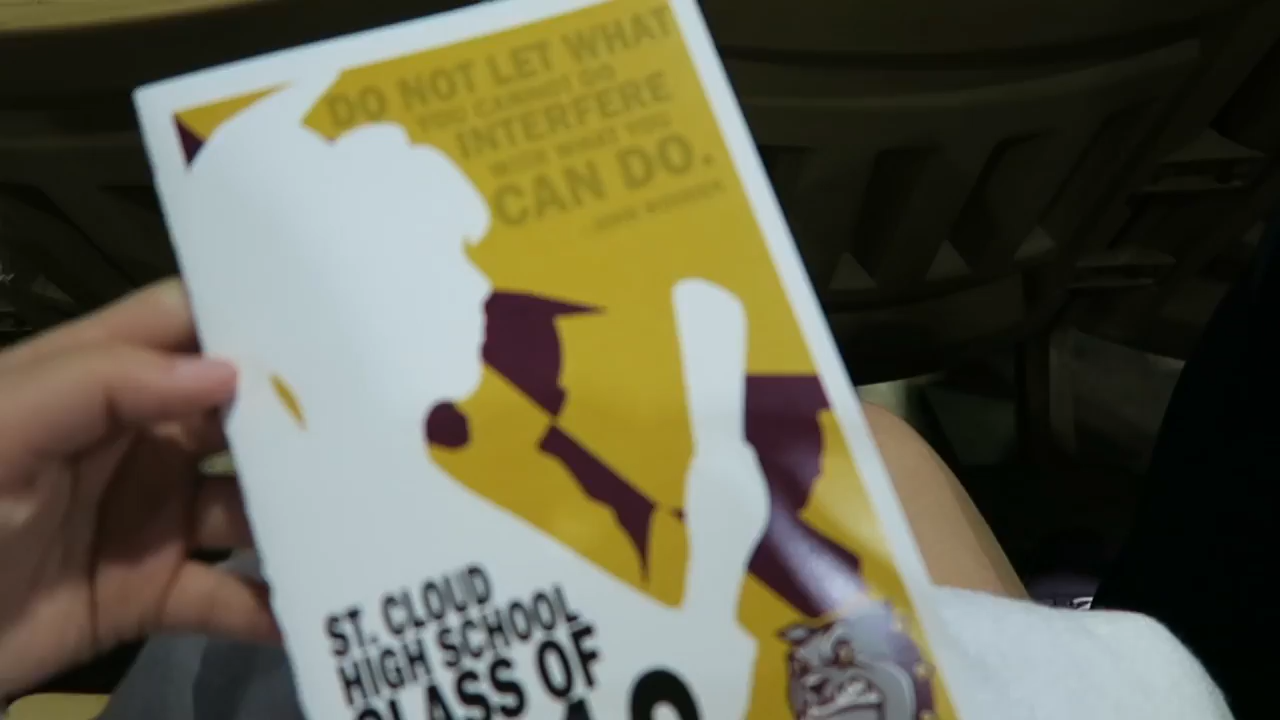 DO NOT LET WHAT
YOU CANNOT DO
INTERFERE
WITH WHAT YOU
CAN DO.
ST. CLOUD
HIGH SCHOOL
CLASS OF